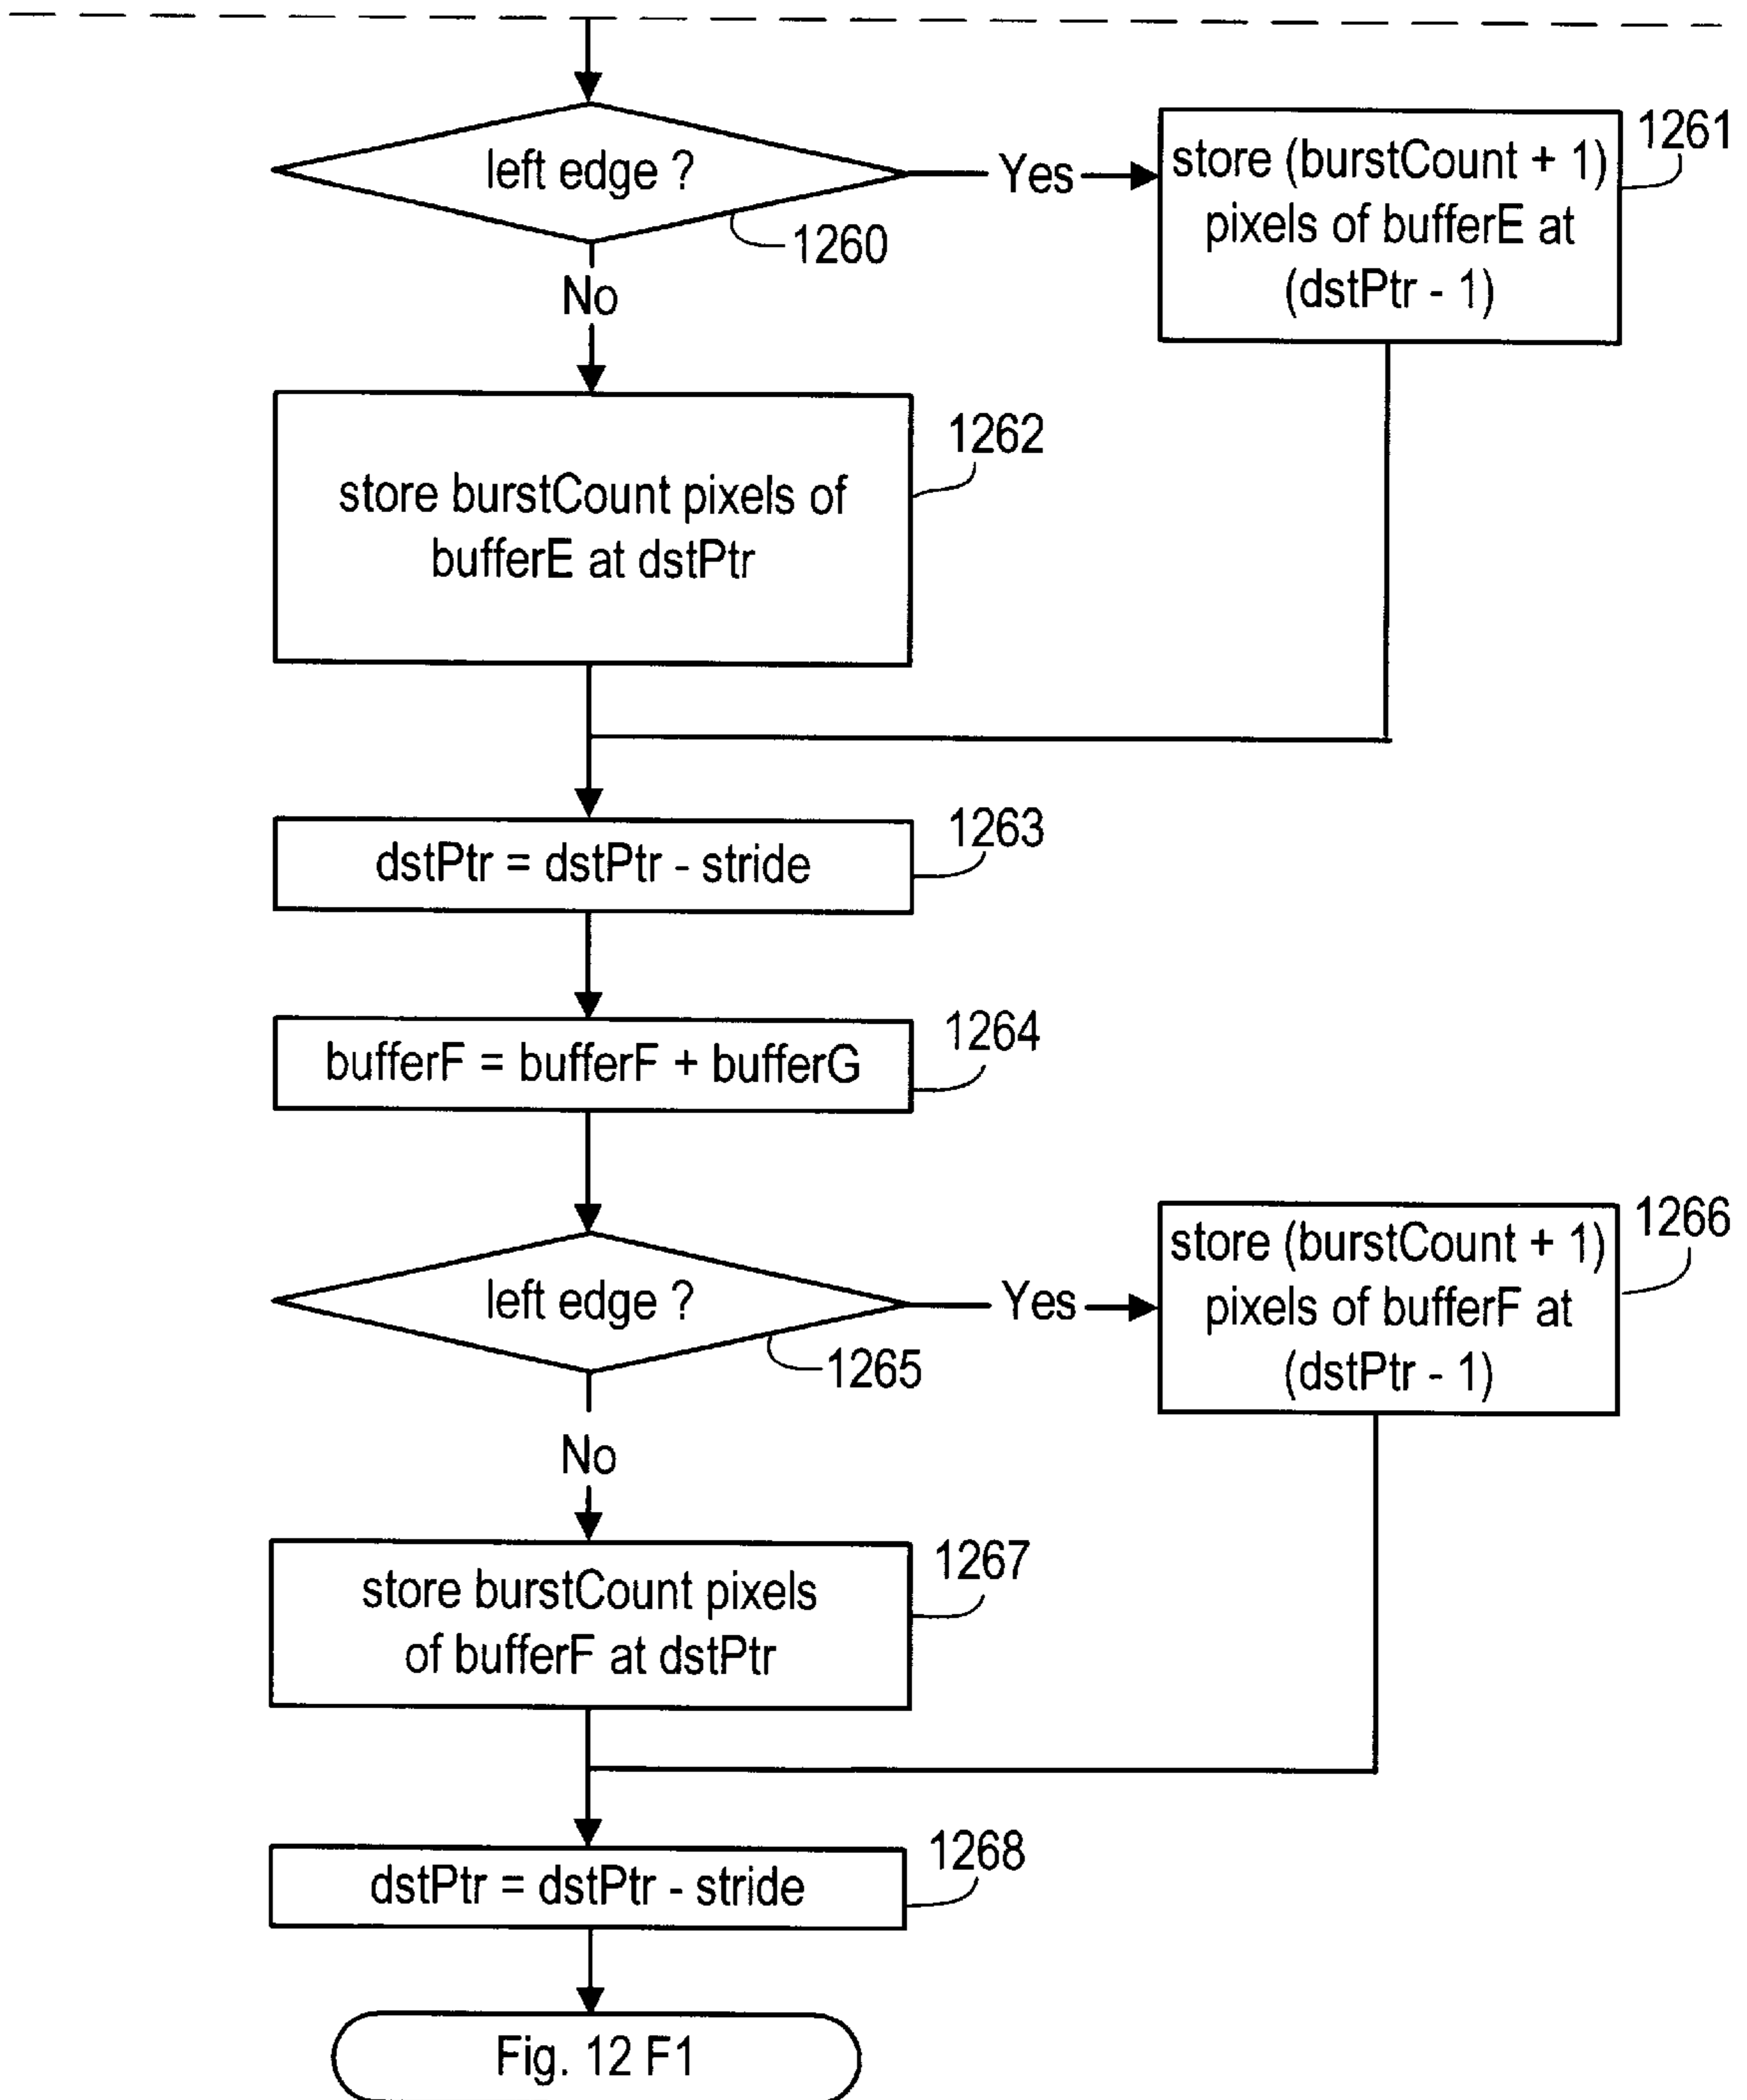 left edge ?
Yes
store (burstCount + 1)
pixels of bufferE at
(dstPtr - 1)
1261
1260
No
store burstCount pixels of
bufferE at dstPtr
1262
dstPtr = dstPtr - stride
1263
bufferF = bufferF + bufferG
1264
left edge ?
Yes
store (burstCount + 1)
pixels of bufferF at
(dstPtr - 1)
1266
1265
No
store burstCount pixels
of bufferF at dstPtr
1267
dstPtr = dstPtr - stride
1268
Fig. 12 F1